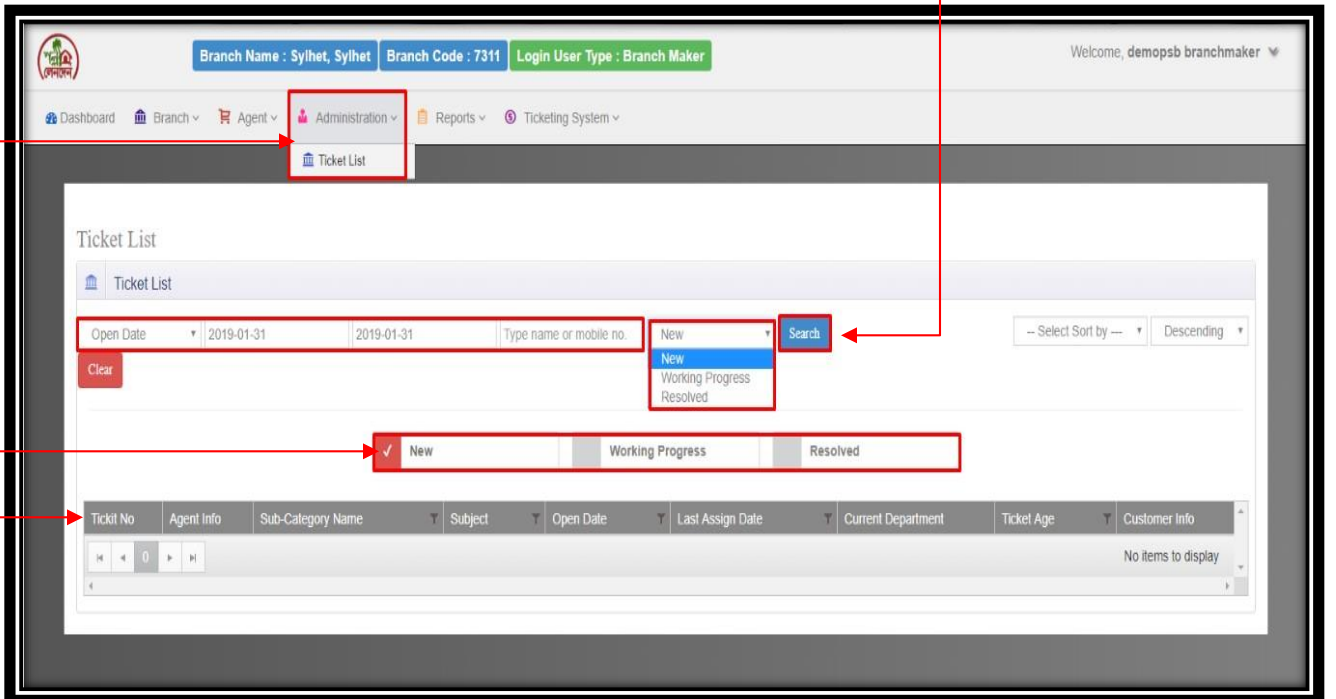 Branch Name : Sylhet, Sylhet Branch Code : 7311 Login User Type : Branch Maker Welcome, demopsb branchmaker
লেনদেন
Dashboard Branch Agent Administration Reports Ticketing System
Ticket List
Ticket List
Ticket List
Open Date 2019-01-31 2019-01-31 Type name or mobile no. New Search -- Select Sort by --- Descending
Clear
New
Working Progress
Resolved
New Working Progress Resolved
Tickit No Agent Info Sub-Category Name Subject Open Date Last Assign Date Current Department Ticket Age Customer Info
0 No items to display